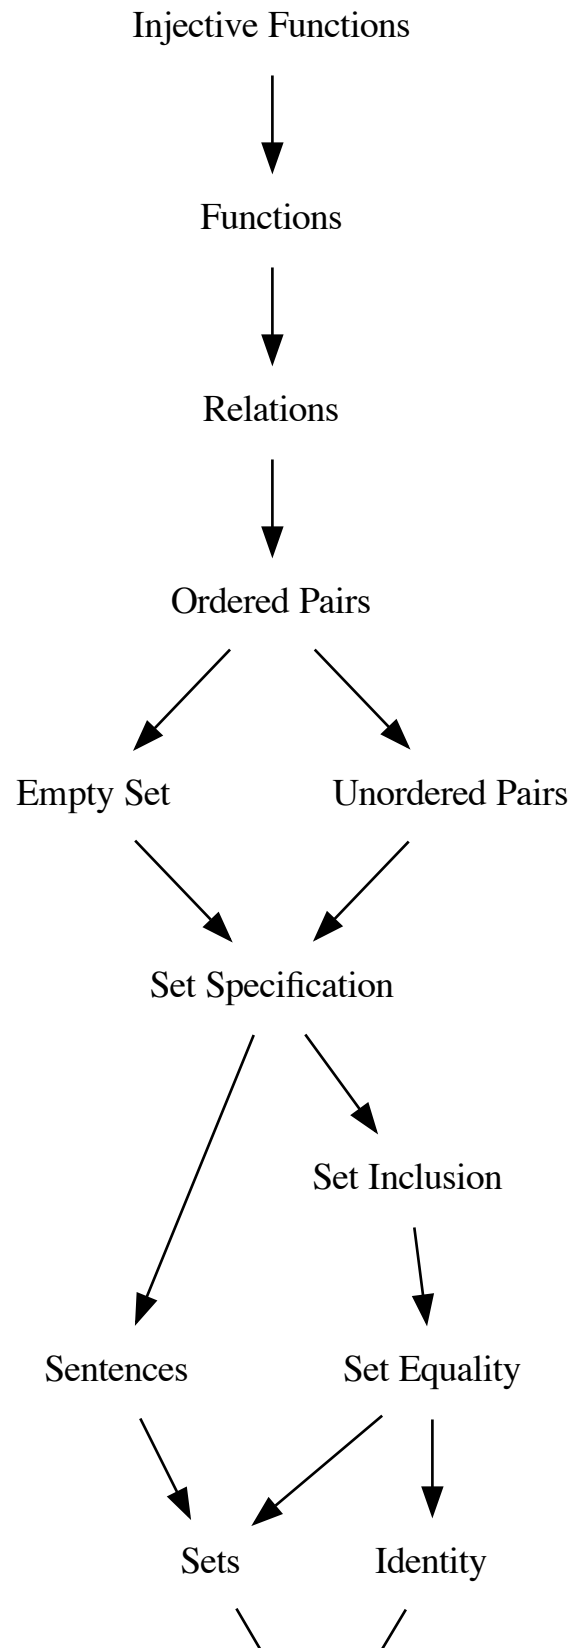 Injective Functions
Functions
Relations
Ordered Pairs
Empty Set
Unordered Pairs
Set Specification
Set Inclusion
Sentences
Set Equality
Sets
Identity